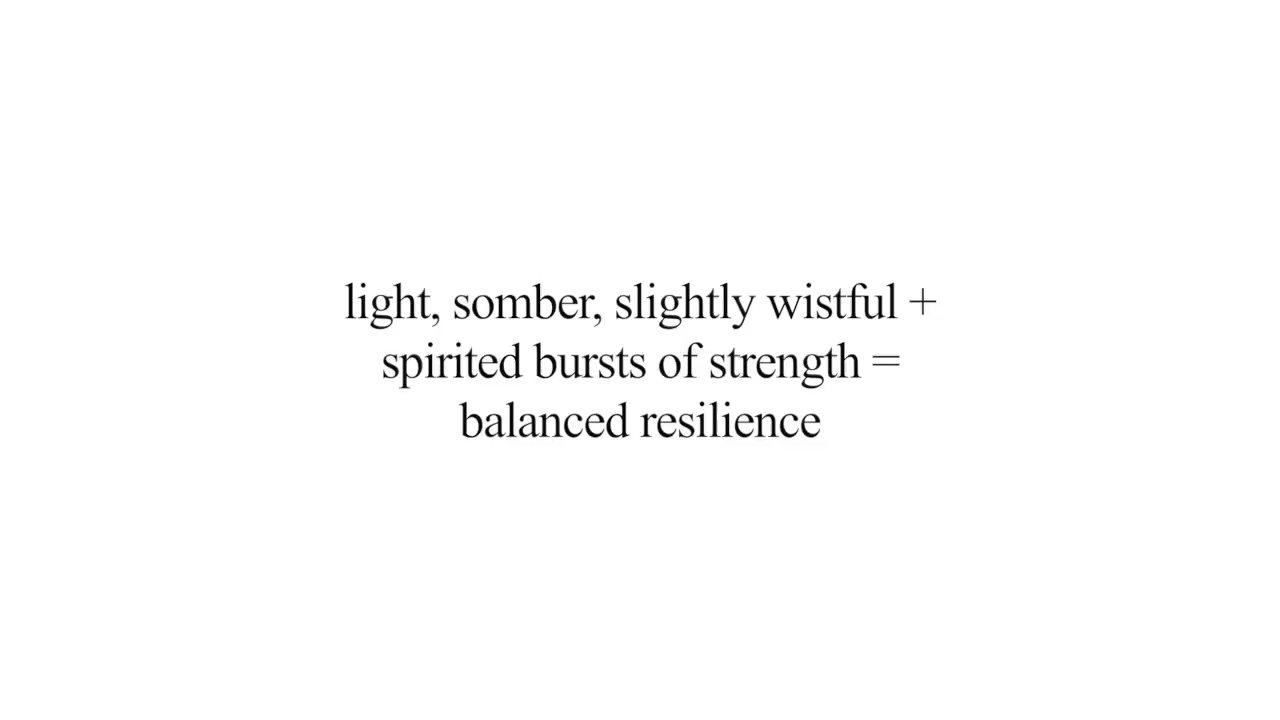 light, somber, slightly wistful +
spirited bursts of strength =
balanced resilience